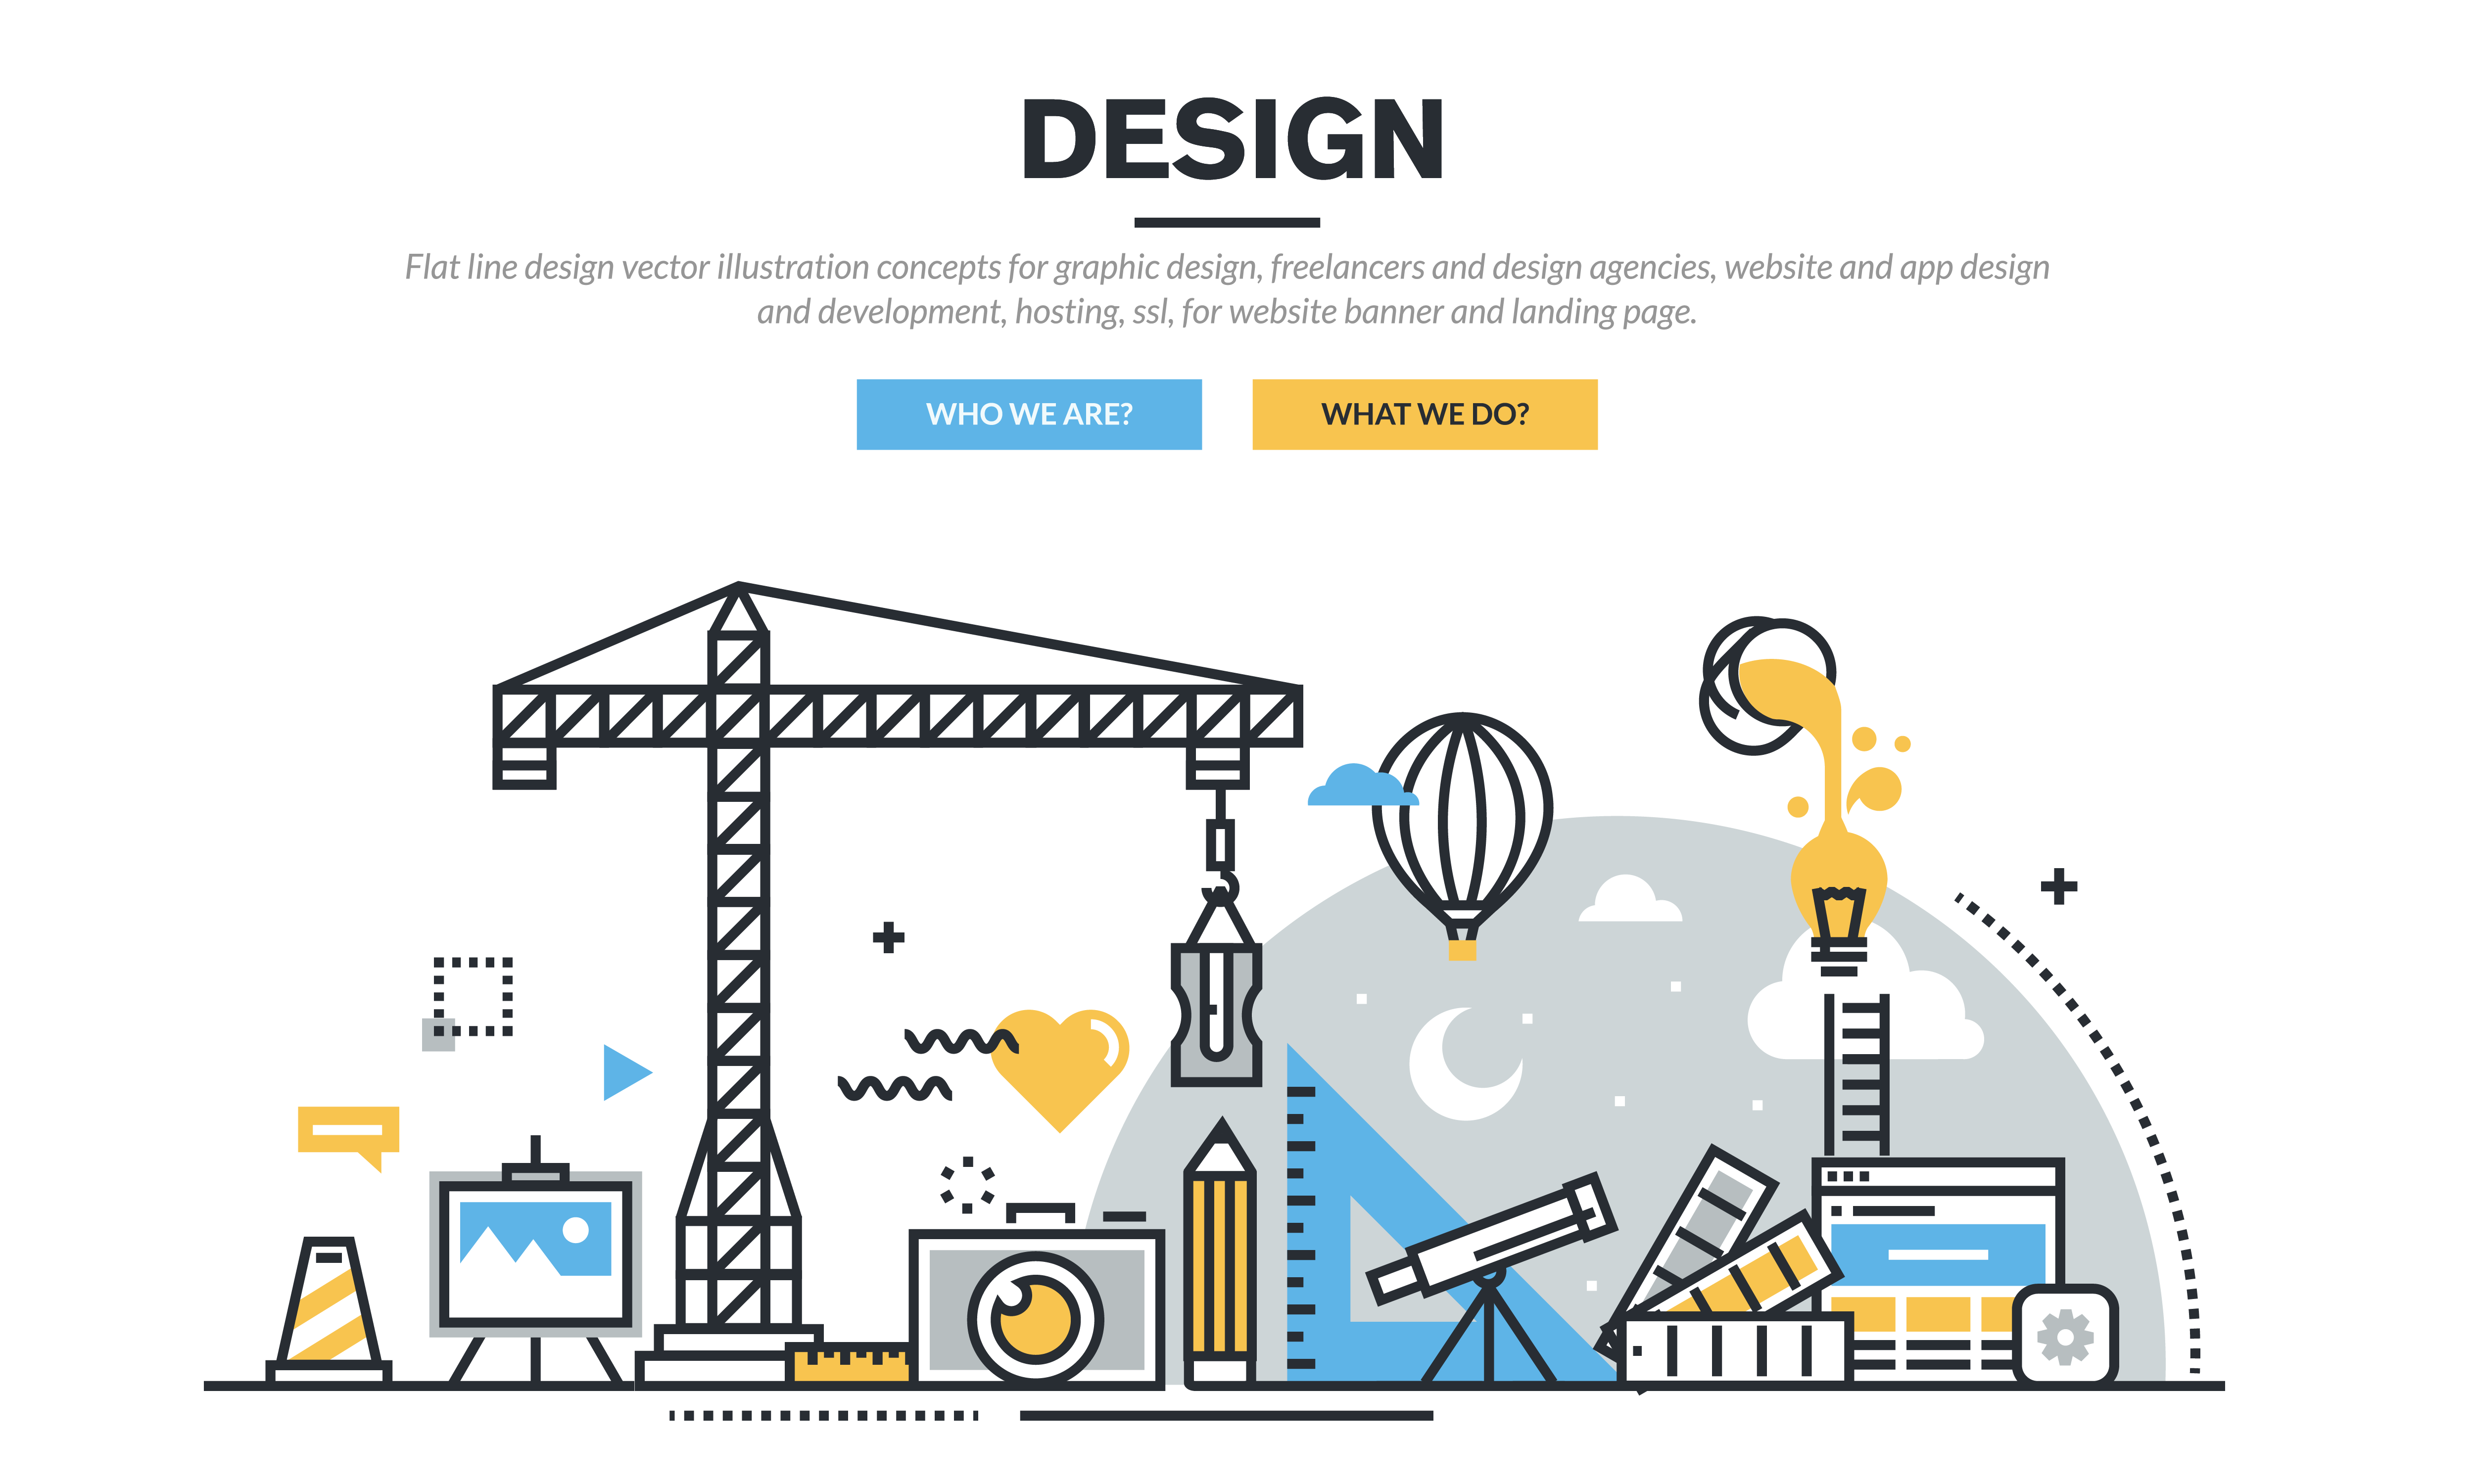 DESIGN
Flat line design vector illustration concepts for graphic design, freelancers and design agencies, website and app design
and development, hosting, ssl, for website banner and landing page.
WHO WE ARE?
WHAT WE DO?